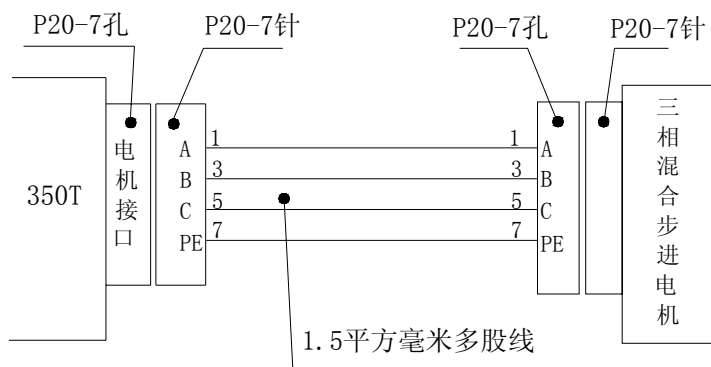 P20-7孔
P20-7针
P20-7孔
P20-7针
350T
电机接口
A 1
B 3
C 5
PE 7
1 A
3 B
5 C
7 PE
三相混合步进电机
1.5平方毫米多股线